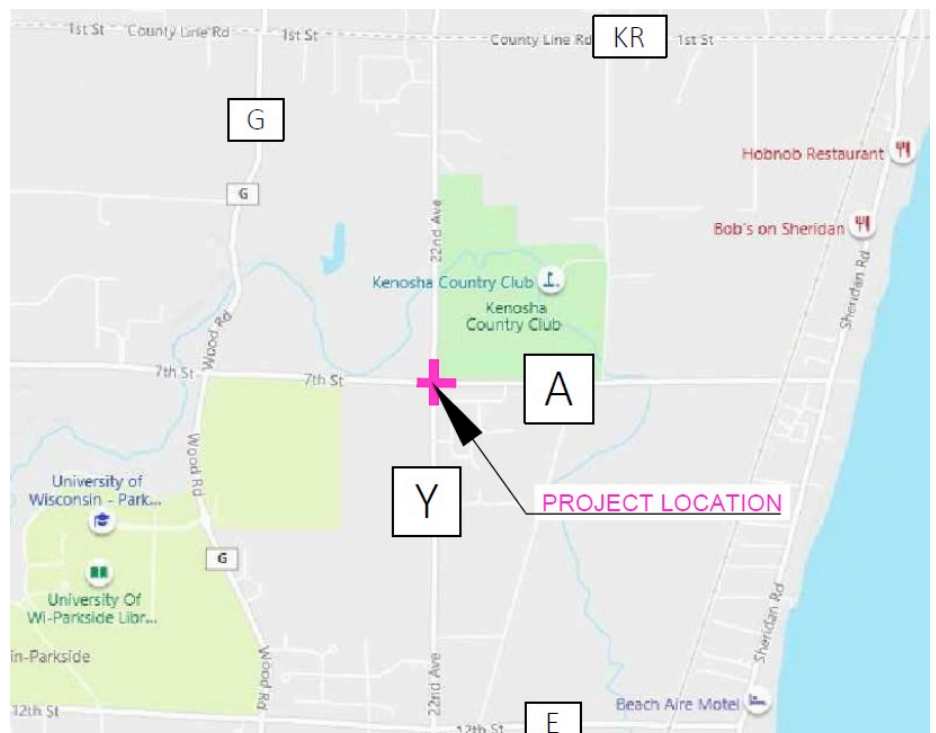 1st St
County Line Rd
1st St
County Line Rd
KR
1st St
G
Hobnob Restaurant
G
22nd Ave
Bob's on Sheridan
Sheridan Rd
Kenosha Country Club
Kenosha
Country Club
Wood Rd
7th St
7th St
A
Wood Rd
University of
Wisconsin - Park...
Y
PROJECT LOCATION
G
University Of
Wi-Parkside Libr...
Sheridan Rd
in-Parkside
Wood Rd
22nd Ave
Beach Aire Motel
12th St
12th St
E